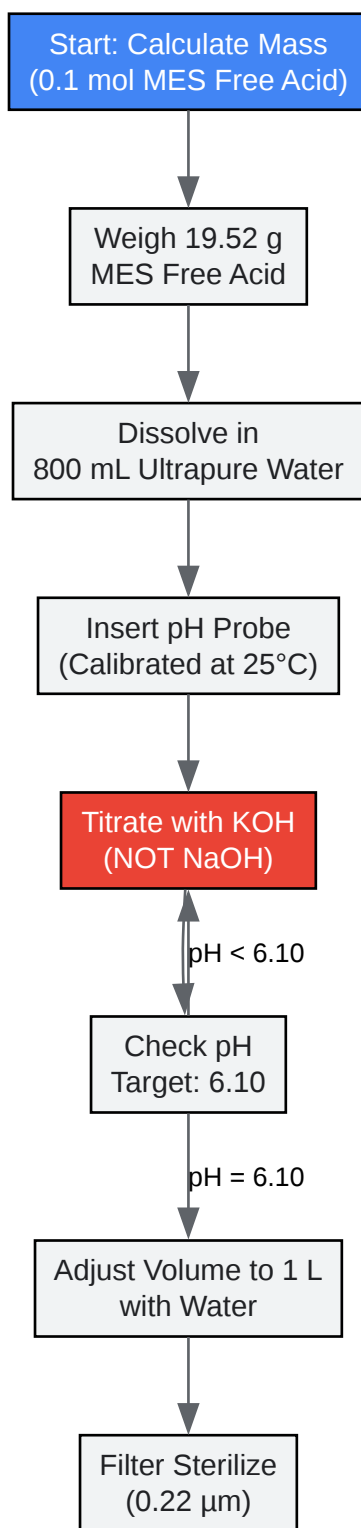 Start: Calculate Mass
(0.1 mol MES Free Acid)
Weigh 19.52 g
MES Free Acid
Dissolve in
800 mL Ultrapure Water
Insert pH Probe
(Calibrated at 25°C)
Titrate with KOH
(NOT NaOH)
pH < 6.10
Check pH
Target: 6.10
pH = 6.10
Adjust Volume to 1 L
with Water
Filter Sterilize
(0.22 µm)